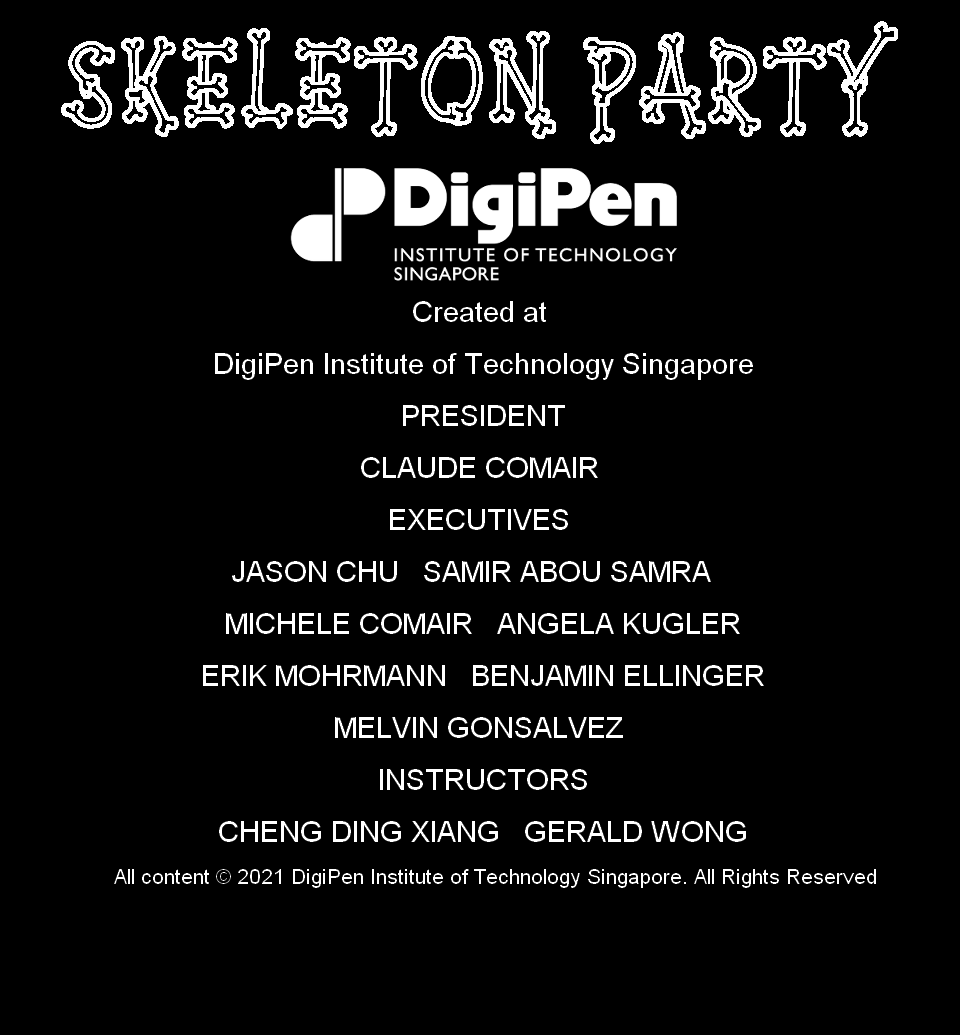 SKELETON PARTY
DigiPen
INSTITUTE OF TECHNOLOGY
SINGAPORE
Created at
DigiPen Institute of Technology Singapore
PRESIDENT
CLAUDE COMAIR
EXECUTIVES
JASON CHU   SAMIR ABOU SAMRA
MICHELE COMAIR   ANGELA KUGLER
ERIK MOHRMANN   BENJAMIN ELLINGER
MELVIN GONSALVEZ
INSTRUCTORS
CHENG DING XIANG   GERALD WONG
All content © 2021 DigiPen Institute of Technology Singapore. All Rights Reserved